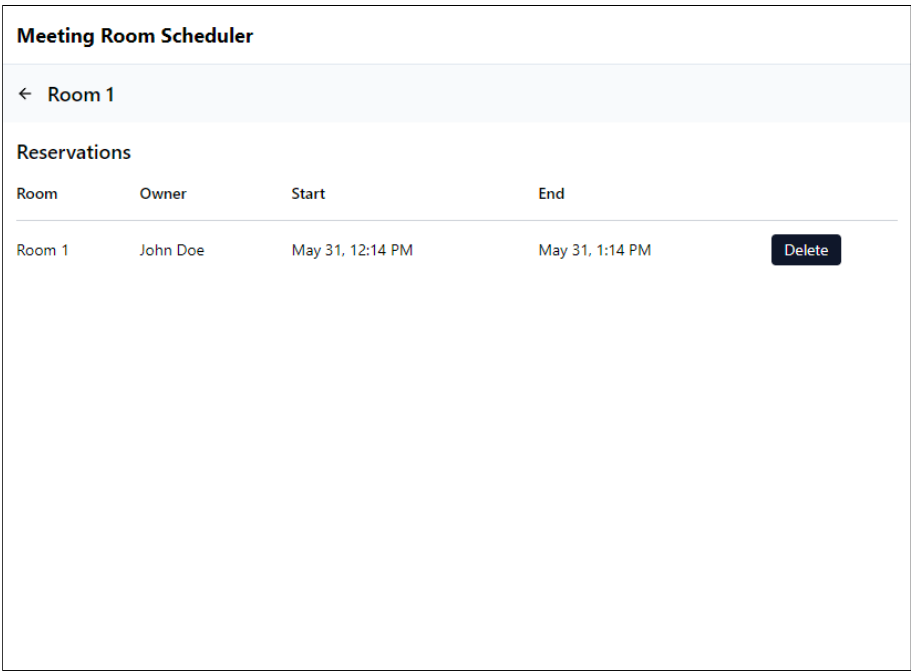 Meeting Room Scheduler
← Room 1
Reservations
Room Owner Start End
Room 1 John Doe May 31, 12:14 PM May 31, 1:14 PM Delete